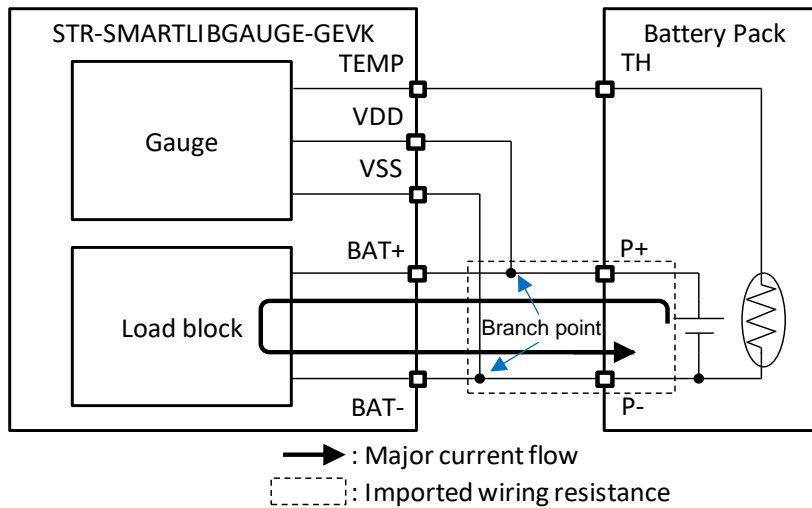 STR-SMARTLIBGAUGE-GEVK
Battery Pack
TEMP
TH
VDD
Gauge
VSS
BAT+
P+
Load block
Branch point
BAT-
P-
: Major current flow
: Imported wiring resistance